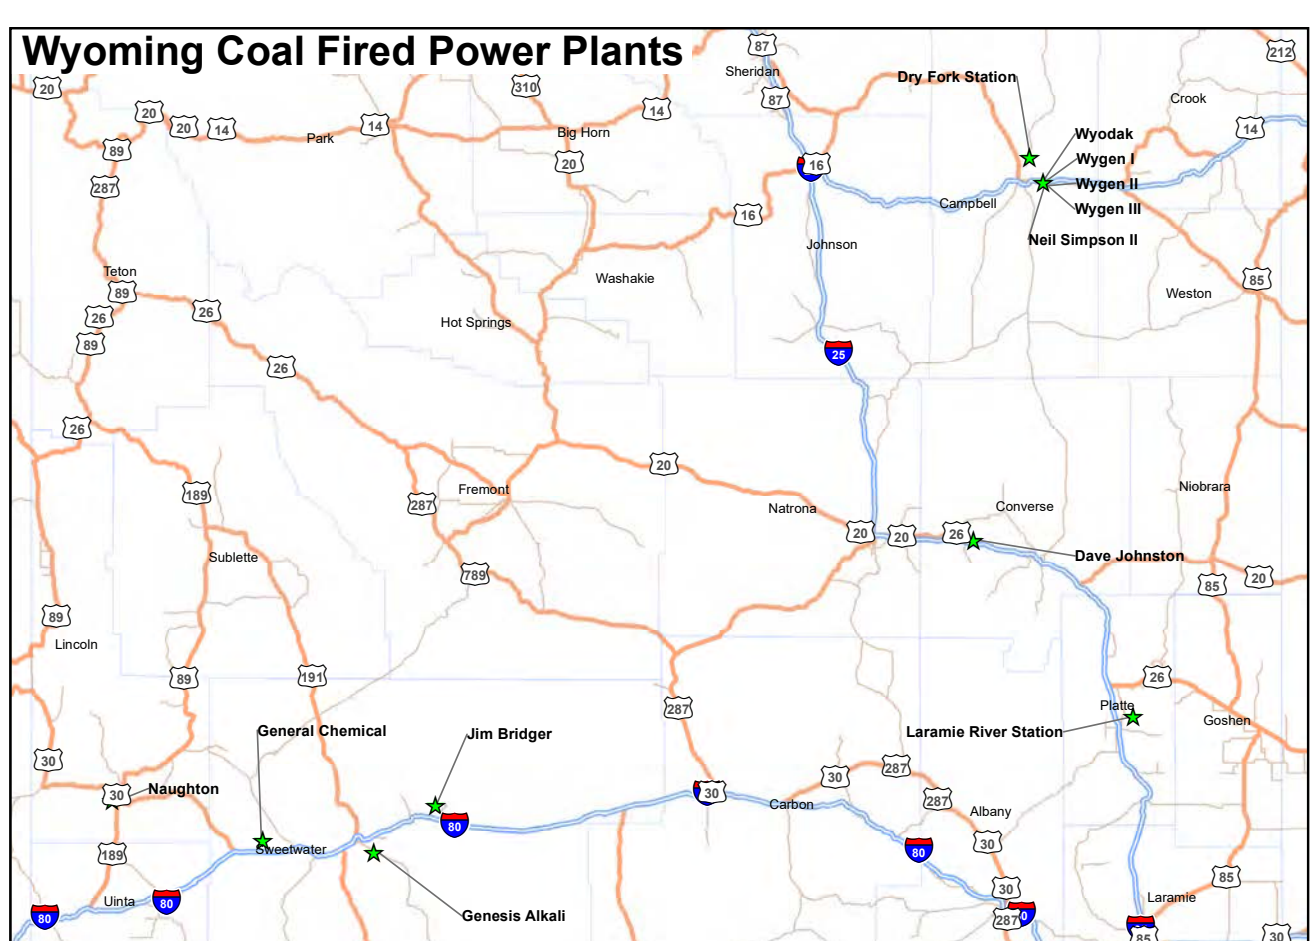 Wyoming Coal Fired Power Plants
87
212
Sheridan
Dry Fork Station
20
310
87
Crook
14
20
20
14
14
14
Park
Big Horn
Wyodak
89
20
16
Wygen I
287
Wygen II
Campbell
16
Wygen III
Johnson
Neil Simpson II
Teton
Washakie
85
89
Weston
26
26
Hot Springs
89
25
26
26
20
189
Fremont
Niobrara
287
Natrona
Converse
20
20
26
Sublette
Dave Johnston
789
85
20
89
Lincoln
89
191
26
287
Platte
General Chemical
Jim Bridger
Laramie River Station
Goshen
30
287
30
Naughton
30
30
287
Carbon
80
Albany
Sweetwater
30
189
80
85
30
Uinta
80
Laramie
80
Genesis Alkali
287
0
85
30